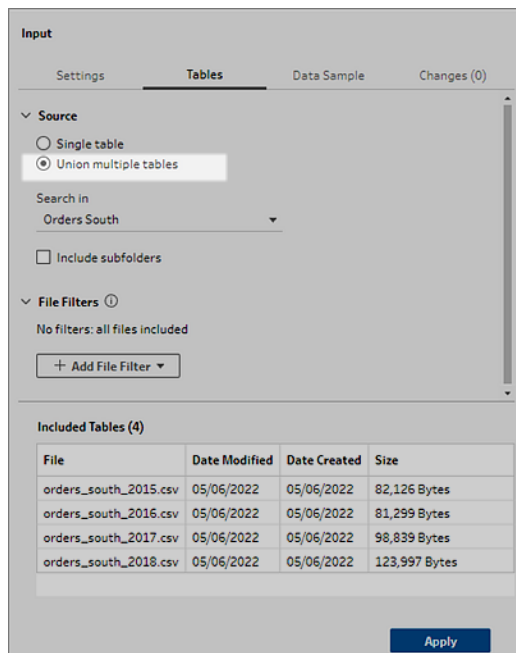 Input
Settings Tables Data Sample Changes (0)
Source
Single table
Union multiple tables
Search in
Orders South
Include subfolders
File Filters
No filters: all files included
+ Add File Filter
Included Tables (4)
File Date Modified Date Created Size
orders_south_2015.csv 05/06/2022 05/06/2022 82,126 Bytes
orders_south_2016.csv 05/06/2022 05/06/2022 81,299 Bytes
orders_south_2017.csv 05/06/2022 05/06/2022 98,839 Bytes
orders_south_2018.csv 05/06/2022 05/06/2022 123,997 Bytes
Apply